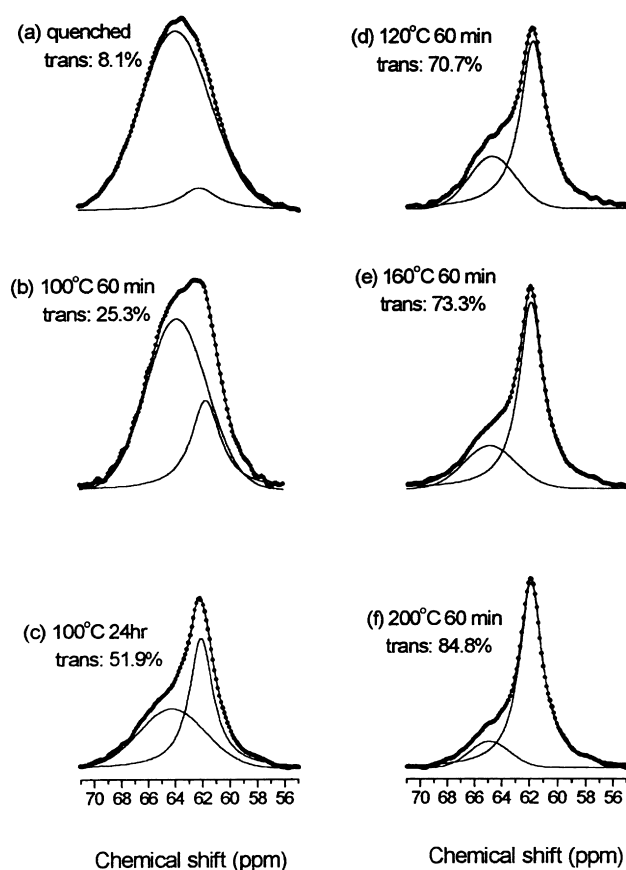 (a) quenched
trans: 8.1%
(b) 100°C 60 min
trans: 25.3%
(c) 100°C 24hr
trans: 51.9%
70 68 66 64 62 60 58 56
Chemical shift (ppm)
(d) 120°C 60 min
trans: 70.7%
(e) 160°C 60 min
trans: 73.3%
(f) 200°C 60 min
trans: 84.8%
70 68 66 64 62 60 58 56
Chemical shift (ppm)